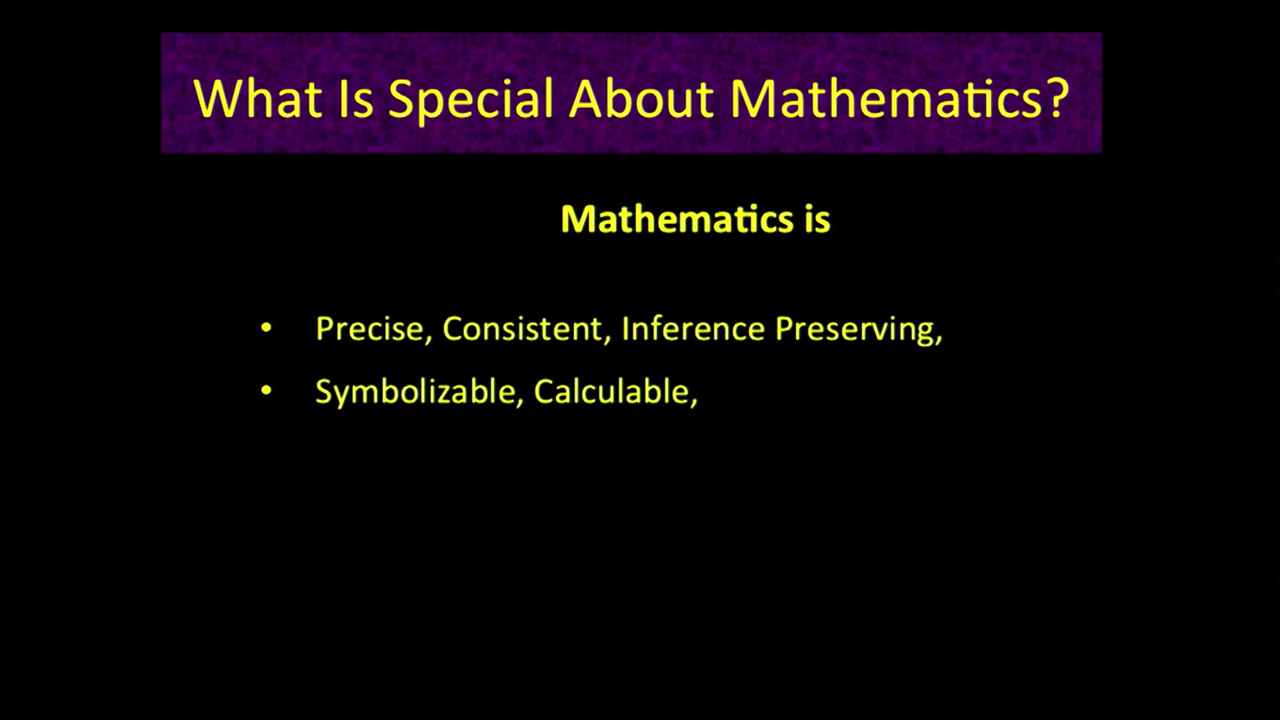 What Is Special About Mathematics?
Mathematics is
• Precise, Consistent, Inference Preserving,
• Symbolizable, Calculable,